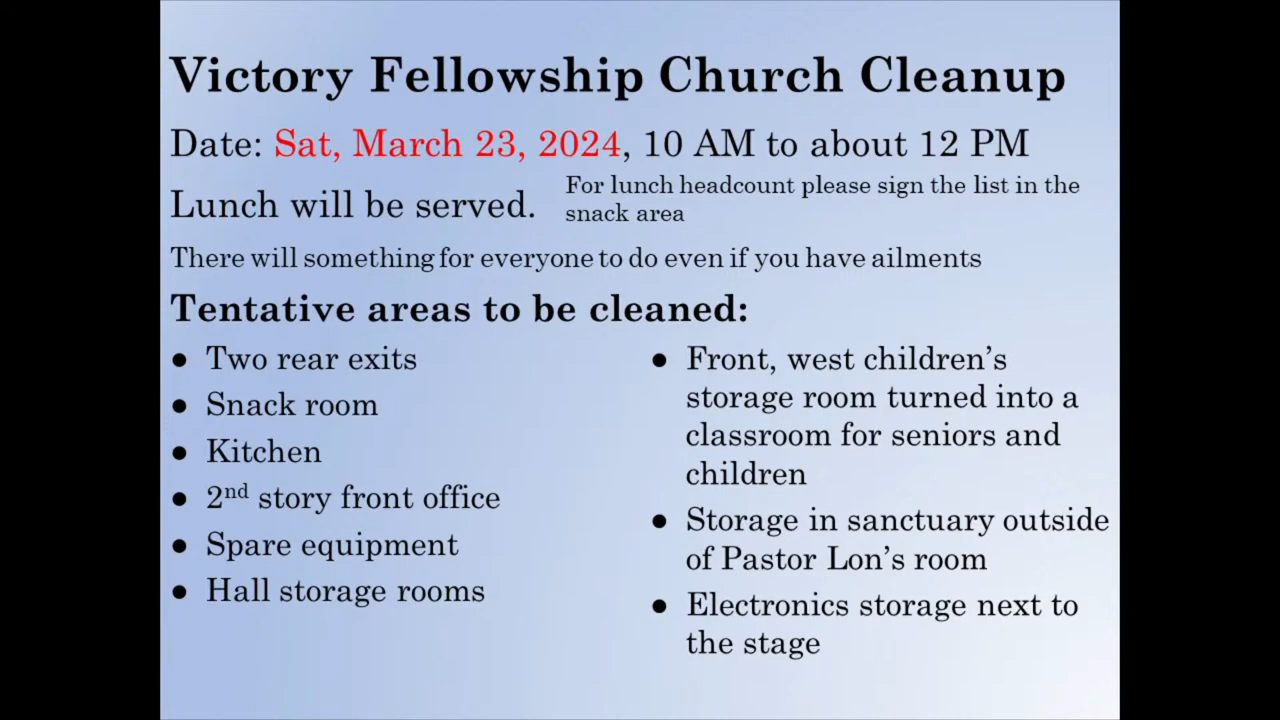 Victory Fellowship Church Cleanup
Date: Sat, March 23, 2024, 10 AM to about 12 PM
Lunch will be served.
For lunch headcount please sign the list in the
snack area
There will something for everyone to do even if you have ailments
Tentative areas to be cleaned:
● Two rear exits
● Snack room
● Kitchen
● 2nd story front office
● Spare equipment
● Hall storage rooms
● Front, west children’s
storage room turned into a
classroom for seniors and
children
● Storage in sanctuary outside
of Pastor Lon’s room
● Electronics storage next to
the stage